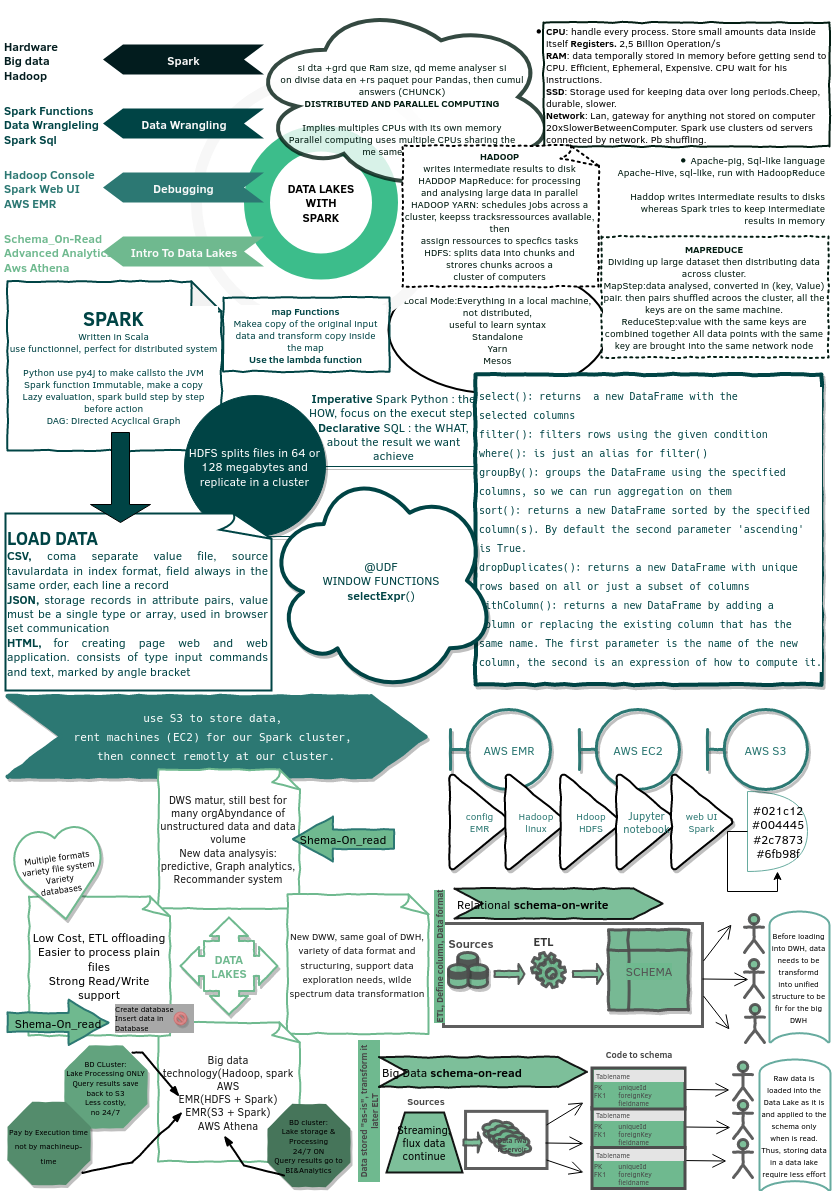 Hardware
Big data
Hadoop
Spark
Spark Functions
Data Wrangleling
Spark Sql
Data Wrangling
Hadoop Console
Spark Web UI
AWS EMR
Debugging
Schema_On-Read
Advanced Analytics
Aws Athena
Intro To Data Lakes
DATA LAKES
WITH
SPARK
si dta +grd que Ram size, qd meme analyser si
on divise data en +rs paquet pour Pandas, then cumul
answers (CHUNCK)
DISTRIBUTED AND PARALLEL COMPUTING
Implies multiples CPUs with its own memory
Parallel computing uses multiple CPUs sharing the
me same
CPU: handle every process. Store small amounts data inside
itself Registers. 2,5 Billion Operation/s
RAM: data temporally stored in memory before getting send to
CPU. Efficient, Ephemeral, Expensive. CPU wait for his
instructions.
SSD: Storage used for keeping data over long periods.Cheep,
durable, slower.
Network: Lan, gateway for anything not stored on computer
20xSlowerBetweenComputer. Spark use clusters od servers
connected by network. Pb shuffling.
HADOOP
writes intermediate results to disk
HADOOP MapReduce: for processing
and analysing large data in parallel
HADOOP YARN: schedules jobs across a
cluster, keepss tracksressources available,
then
assign ressources to specfics tasks
HDFS: splits data into chunks and
strores chunks acroos a
cluster of computers
Apache-pig, Sql-like language
Apache-Hive, sql-like, run with HadoopReduce
Haddop writes intermediate results to disks
whereas Spark tries to keep intermediate
results in memory
MAPREDUCE
Dividing up large dataset then distributing data
across cluster.
MapStep:data analysed, converted in (key, Value)
pair. then pairs shuffled acroos the cluster, all the
keys are on the same machine.
ReduceStep:value with the same keys are
combined together All data points with the same
key are brought into the same network node
SPARK
Written in Scala
use functionnel, perfect for distributed system
Python use py4j to make callsto the JVM
Spark function Immutable, make a copy
Lazy evaluation, spark build step by step
before action
DAG: Directed Acyclical Graph
map Functions
Makea copy of the original input
data and transform copy inside
the map
Use the lambda function
Local Mode:Everything in a local machine,
not distributed,
useful to learn syntax
Standalone
Yarn
Mesos
Imperative Spark Python : the
HOW, focus on the execut step
Declarative SQL : the WHAT,
about the result we want
achieve
HDFS splits files in 64 or
128 megabytes and
replicate in a cluster
select(): returns a new DataFrame with the
selected columns
filter(): filters rows using the given condition
where(): is just an alias for filter()
groupBy(): groups the DataFrame using the specified
columns, so we can run aggregation on them
sort(): returns a new DataFrame sorted by the specified
column(s). By default the second parameter 'ascending'
is True.
dropDuplicates(): returns a new DataFrame with unique
rows based on all or just a subset of columns
withColumn(): returns a new DataFrame by adding a
column or replacing the existing column that has the
same name. The first parameter is the name of the new
column, the second is an expression of how to compute it.
LOAD DATA
CSV, coma separate value file, source
tavulardata in index format, field always in the
same order, each line a record
JSON, storage records in attribute pairs, value
must be a single type or array, used in browser
set communication
HTML, for creating page web and web
application. consists of type input commands
and text, marked by angle bracket
@UDF
WINDOW FUNCTIONS
selectExpr()
use S3 to store data,
rent machines (EC2) for our Spark cluster,
then connect remotly at our cluster.
AWS EMR
AWS EC2
AWS S3
config
EMR
Hadoop
linux
Hdoop
HDFS
Jupyter
notebook
web UI
Spark
#021c12
#004445
#2c7873
#6fb98f
DWS matur, still best for
many orgAbyndance of
unstructured data and data
volume
New data analsysis:
predictive, Graph analytics,
Recommander system
Shema-On_read
Multiple formats
variety file system
Variety
databases
Low Cost, ETL offloading
Easier to process plain
files
Strong Read/Write
support
Shema-On_read
Create database
Insert data in
Database
DATA
LAKES
New DWW, same goal of DWH,
variety of data format and
structuring, support data
exploration needs, wilde
spectrum data transformation
Relational schema-on-write
ETL, Define column, Data format
Sources
ETL
SCHEMA
Before loading
into DWH, data
needs to be
transformd
into unified
structure to be
fir for the big
DWH
BD CLuster:
Lake Processing ONLY
Query results save
back to S3
Less costly,
no 24/7
Pay by Execution time
not by machineup-
time
Big data
technology(Hadoop, spark
AWS
EMR(HDFS + Spark)
EMR(S3 + Spark)
AWS Athena
BD cluster:
Lake storage &
Processing
24/7 ON
Query results go to
BI&Analytics
Data stored "as-is", transform it
later ELT
Big Data schema-on-read
Sources
Streaming
flux data
continue
Data raw
reservoir
Code to schema
Tablename
PK uniqueId
FK1 foreignKey
fieldname
Tablename
PK uniqueId
FK1 foreignKey
fieldname
Tablename
PK uniqueId
FK1 foreignKey
fieldname
Raw data is
loaded into the
Data Lake as it is
and applied to the
schema only
when is read.
Thus, storing data
in a data lake
require less effort